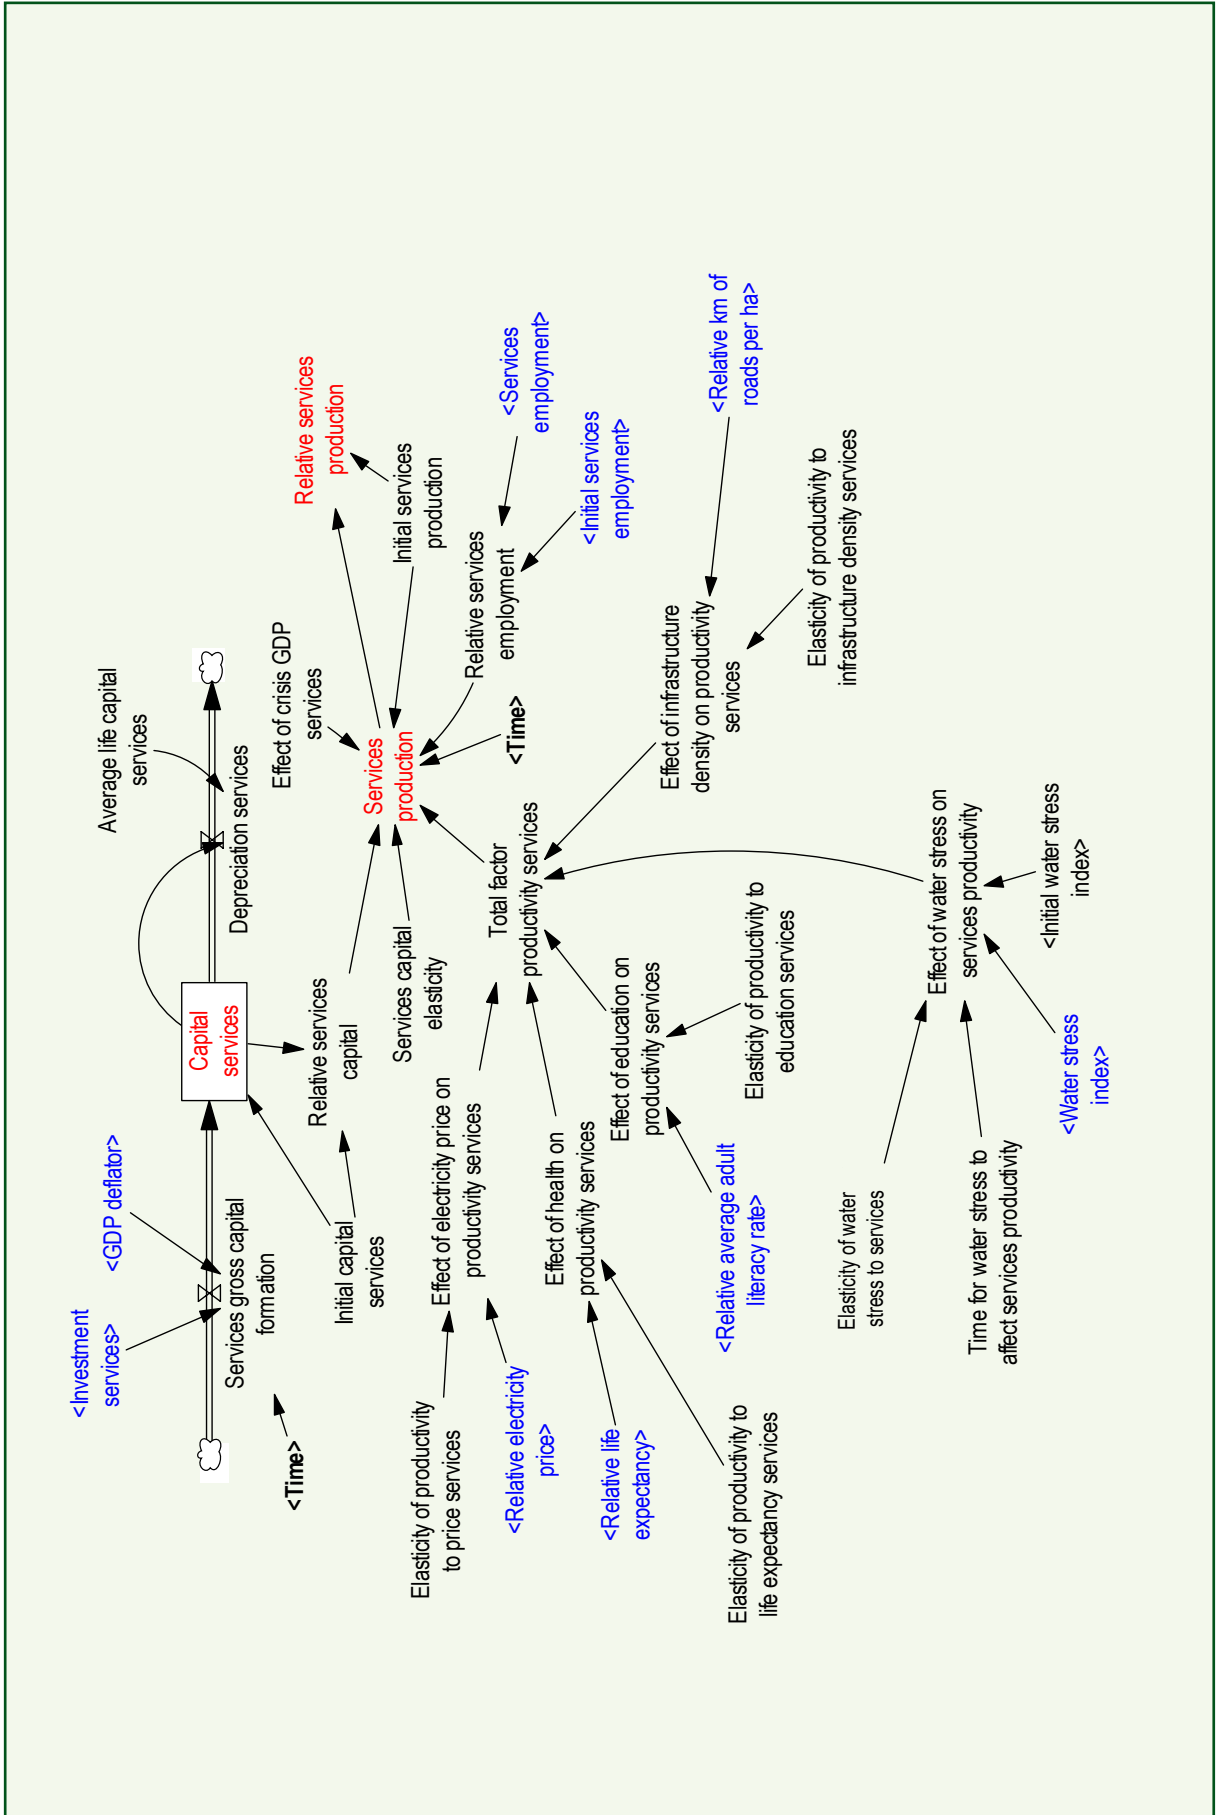 <Investment
services>
<GDP deflator>
Services gross capital
formation
<Time>
Capital
services
Average life capital
services
Depreciation services
Initial capital
services
Relative services
capital
Services capital
elasticity
Effect of crisis GDP
services
Services
production
Relative services
production
Initial services
production
Relative services
employment
<Services
employment>
<Initial services
employment>
<Time>
Total factor
productivity services
Elasticity of productivity
to price services
Effect of electricity price on
productivity services
<Relative electricity
price>
Effect of health on
productivity services
<Relative life
expectancy>
Elasticity of productivity to
life expectancy services
Effect of education on
productivity services
<Relative average adult
literacy rate>
Elasticity of productivity to
education services
Effect of infrastructure
density on productivity
services
<Relative km of
roads per ha>
Elasticity of productivity to
infrastructure density services
Elasticity of water
stress to services
Effect of water stress on
services productivity
Time for water stress to
affect services productivity
<Water stress
index>
<Initial water stress
index>